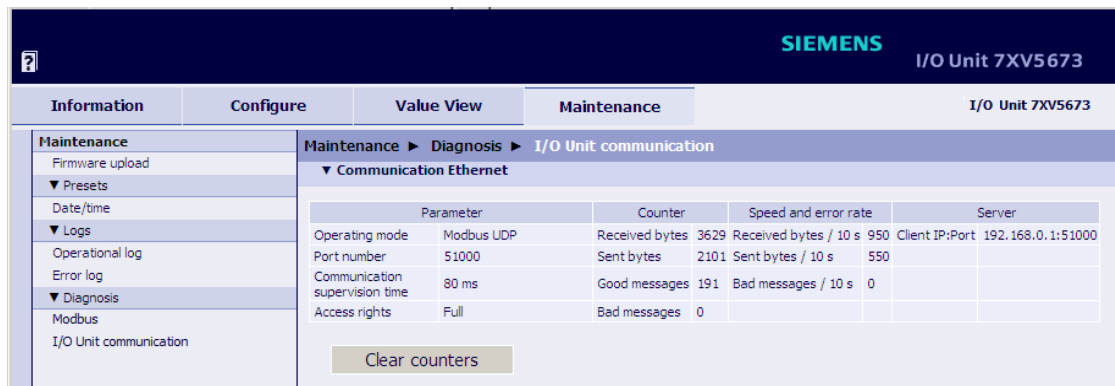 ?
SIEMENS
I/O Unit 7XV5673
Information Configure Value View Maintenance I/O Unit 7XV5673
Maintenance
Firmware upload
▼ Presets
Date/time
▼ Logs
Operational log
Error log
▼ Diagnosis
Modbus
I/O Unit communication
Maintenance ► Diagnosis ► I/O Unit communication
▼ Communication Ethernet
Parameter Counter Speed and error rate Server
Operating mode Modbus UDP Received bytes 3629 Received bytes / 10 s 950 Client IP:Port 192.168.0.1:51000
Port number 51000 Sent bytes 2101 Sent bytes / 10 s 550
Communication
supervision time 80 ms Good messages 191 Bad messages / 10 s 0
Access rights Full Bad messages 0
Clear counters